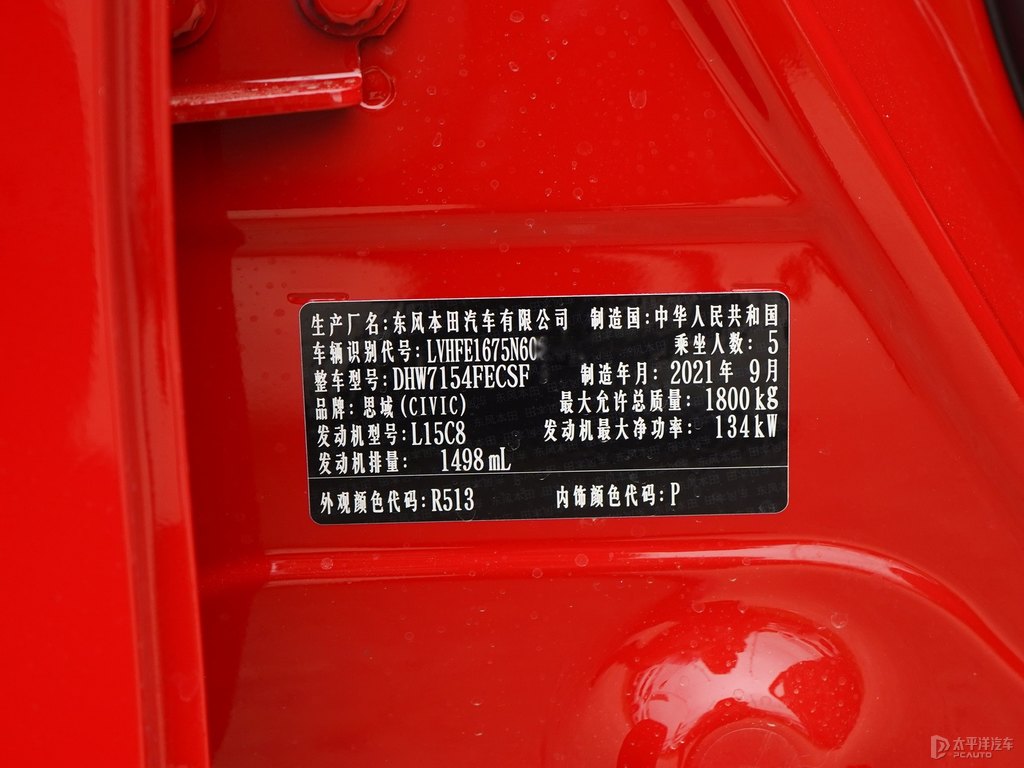 生产厂名:东风本田汽车有限公司 制造国:中华人民共和国
车辆识别代号:LVHFE1675N60 乘坐人数:5
整车型号:DHW7154FECSF 制造年月:2021年9月
品牌:思域(CIVIC) 最大允许总质量:1800kg
发动机型号:L15C8 发动机最大净功率:134kW
发动机排量:1498mL
外观颜色代码:R513 内饰颜色代码:P
太平洋汽车
PCAUTO